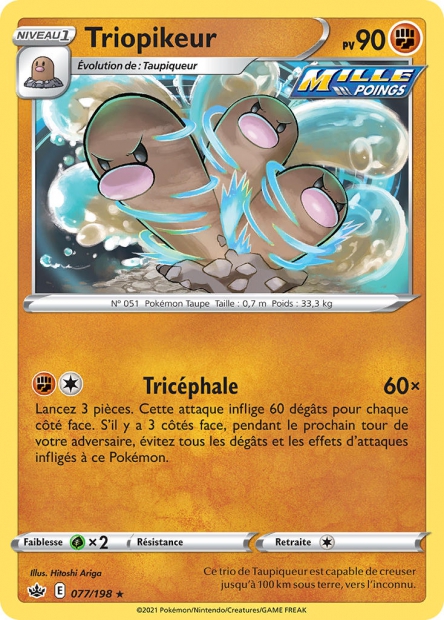 NIVEAU 1
Triopikeur
PV 90
Évolution de : Taupiqueur
MILLE POINGS
N° 051 Pokémon Taupe Taille : 0,7 m Poids : 33,3 kg
Tricéphale 60×
Lancez 3 pièces. Cette attaque inflige 60 dégâts pour chaque
côté face. S'il y a 3 côtés face, pendant le prochain tour de
votre adversaire, évitez tous les dégâts et les effets d'attaques
infligés à ce Pokémon.
Faiblesse ×2 Résistance Retraite
Illus. Hitoshi Ariga
Ce trio de Taupiqueur est capable de creuser
jusqu'à 100 km sous terre, vers l'inconnu.
E 077/198 ★
©2021 Pokémon/Nintendo/Creatures/GAME FREAK